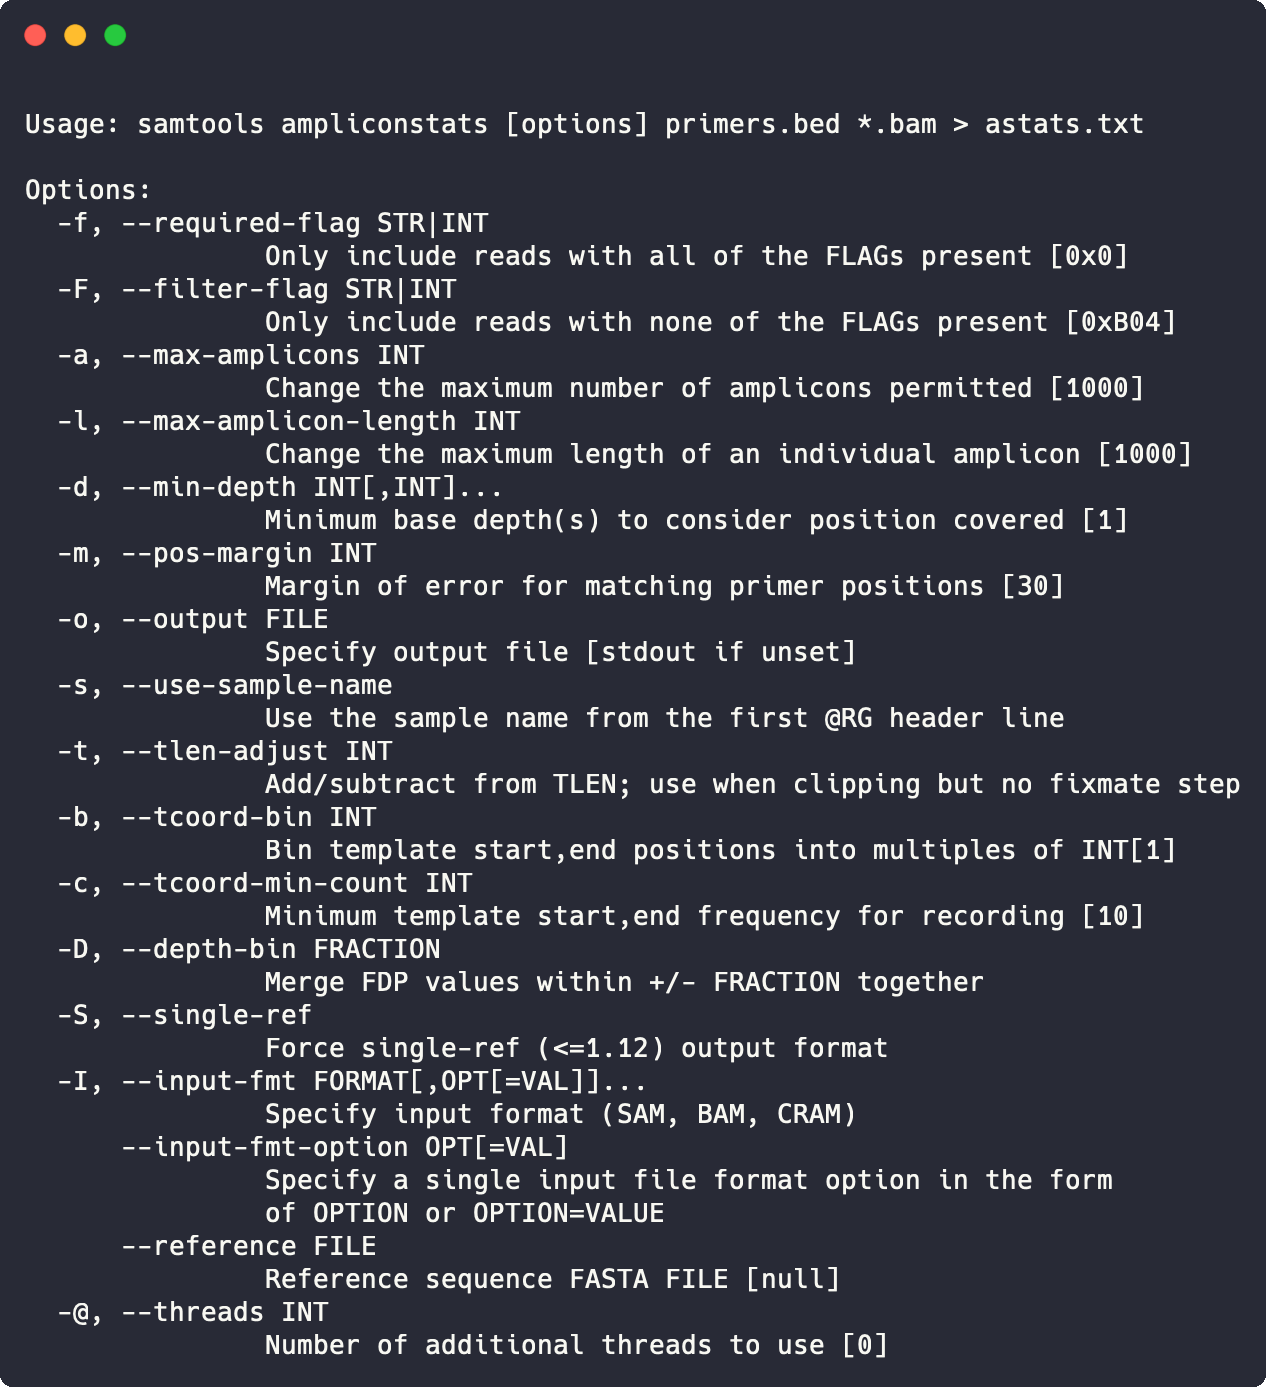 Usage: samtools ampliconstats [options] primers.bed *.bam > astats.txt

Options:
  -f, --required-flag STR|INT
               Only include reads with all of the FLAGs present [0x0]
  -F, --filter-flag STR|INT
               Only include reads with none of the FLAGs present [0xB04]
  -a, --max-amplicons INT
               Change the maximum number of amplicons permitted [1000]
  -l, --max-amplicon-length INT
               Change the maximum length of an individual amplicon [1000]
  -d, --min-depth INT[,INT]...
               Minimum base depth(s) to consider position covered [1]
  -m, --pos-margin INT
               Margin of error for matching primer positions [30]
  -o, --output FILE
               Specify output file [stdout if unset]
  -s, --use-sample-name
               Use the sample name from the first @RG header line
  -t, --tlen-adjust INT
               Add/subtract from TLEN; use when clipping but no fixmate step
  -b, --tcoord-bin INT
               Bin template start,end positions into multiples of INT[1]
  -c, --tcoord-min-count INT
               Minimum template start,end frequency for recording [10]
  -D, --depth-bin FRACTION
               Merge FDP values within +/- FRACTION together
  -S, --single-ref
               Force single-ref (<=1.12) output format
  -I, --input-fmt FORMAT[,OPT[=VAL]]...
               Specify input format (SAM, BAM, CRAM)
      --input-fmt-option OPT[=VAL]
               Specify a single input file format option in the form
               of OPTION or OPTION=VALUE
      --reference FILE
               Reference sequence FASTA FILE [null]
  -@, --threads INT
               Number of additional threads to use [0]